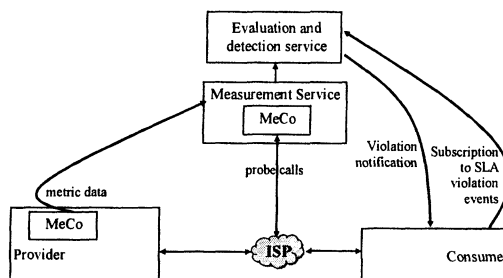 Evaluation and
detection service
Measurement Service
MeCo
Violation
notification
Subscription
to SLA
violation
events
probe calls
metric data
MeCo
Provider
ISP
Consume